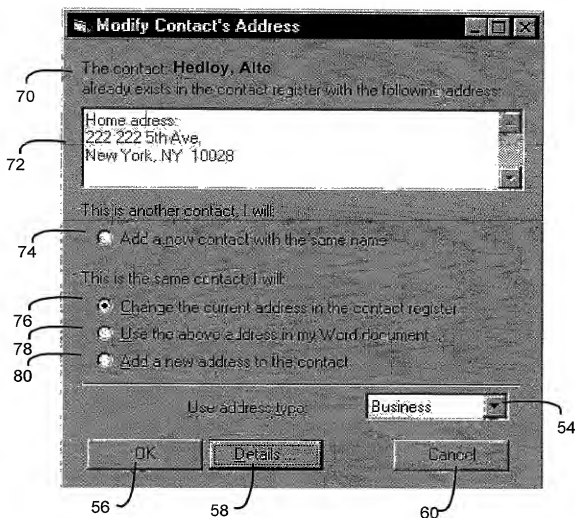 Modify Contact's Address
70
The contact: Hedloy, Atle
already exists in the contact register with the following address:
72
Home adress:
222 222 5th Ave,
New York, NY 10028
This is another contact, I will:
74
Add a new contact with the same name
This is the same contact, I will:
76
Change the current address in the contact register
78
Use the above address in my Word document ...
80
Add a new address to the contact
Use address type:
Business
54
OK
Details ...
Cancel
56
58
60